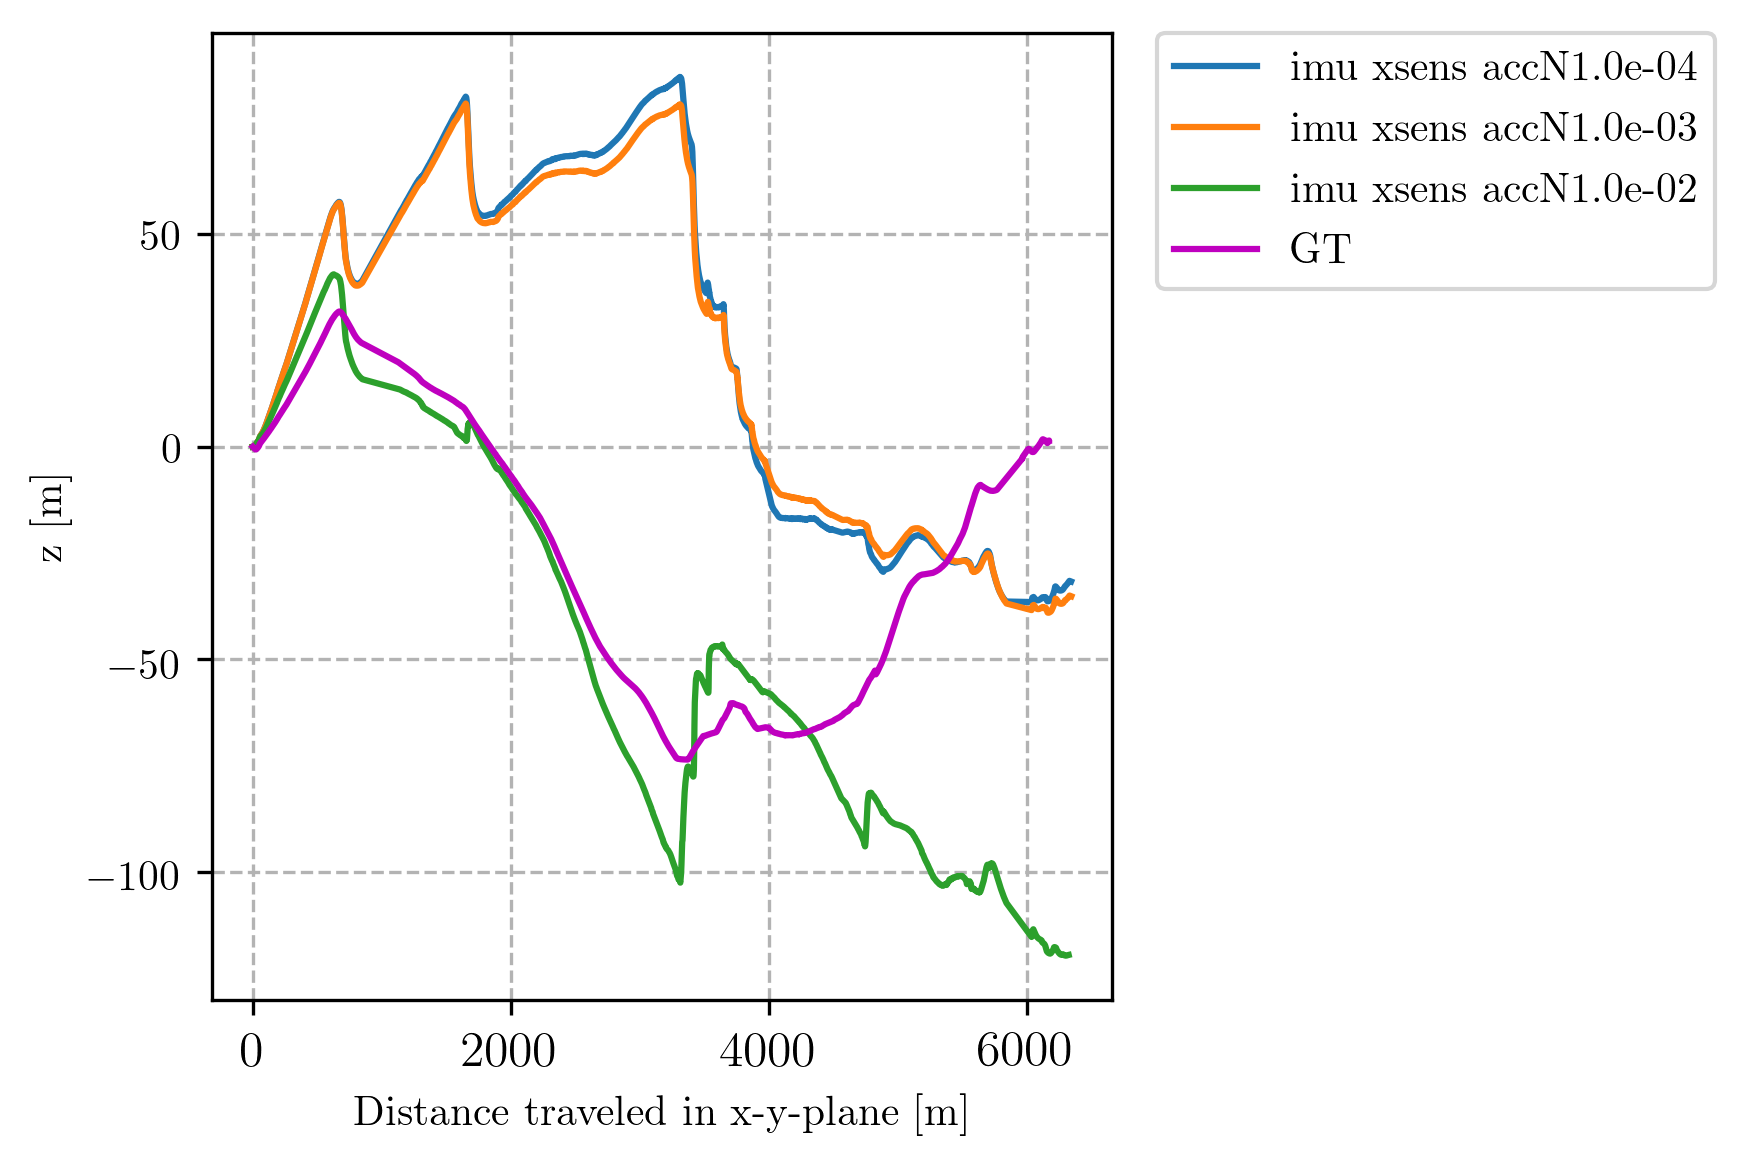 imu xsens accN1.0e-04
imu xsens accN1.0e-03
imu xsens accN1.0e-02
GT
50
0
−50
−100
z [m]
0 2000 4000 6000
Distance traveled in x-y-plane [m]